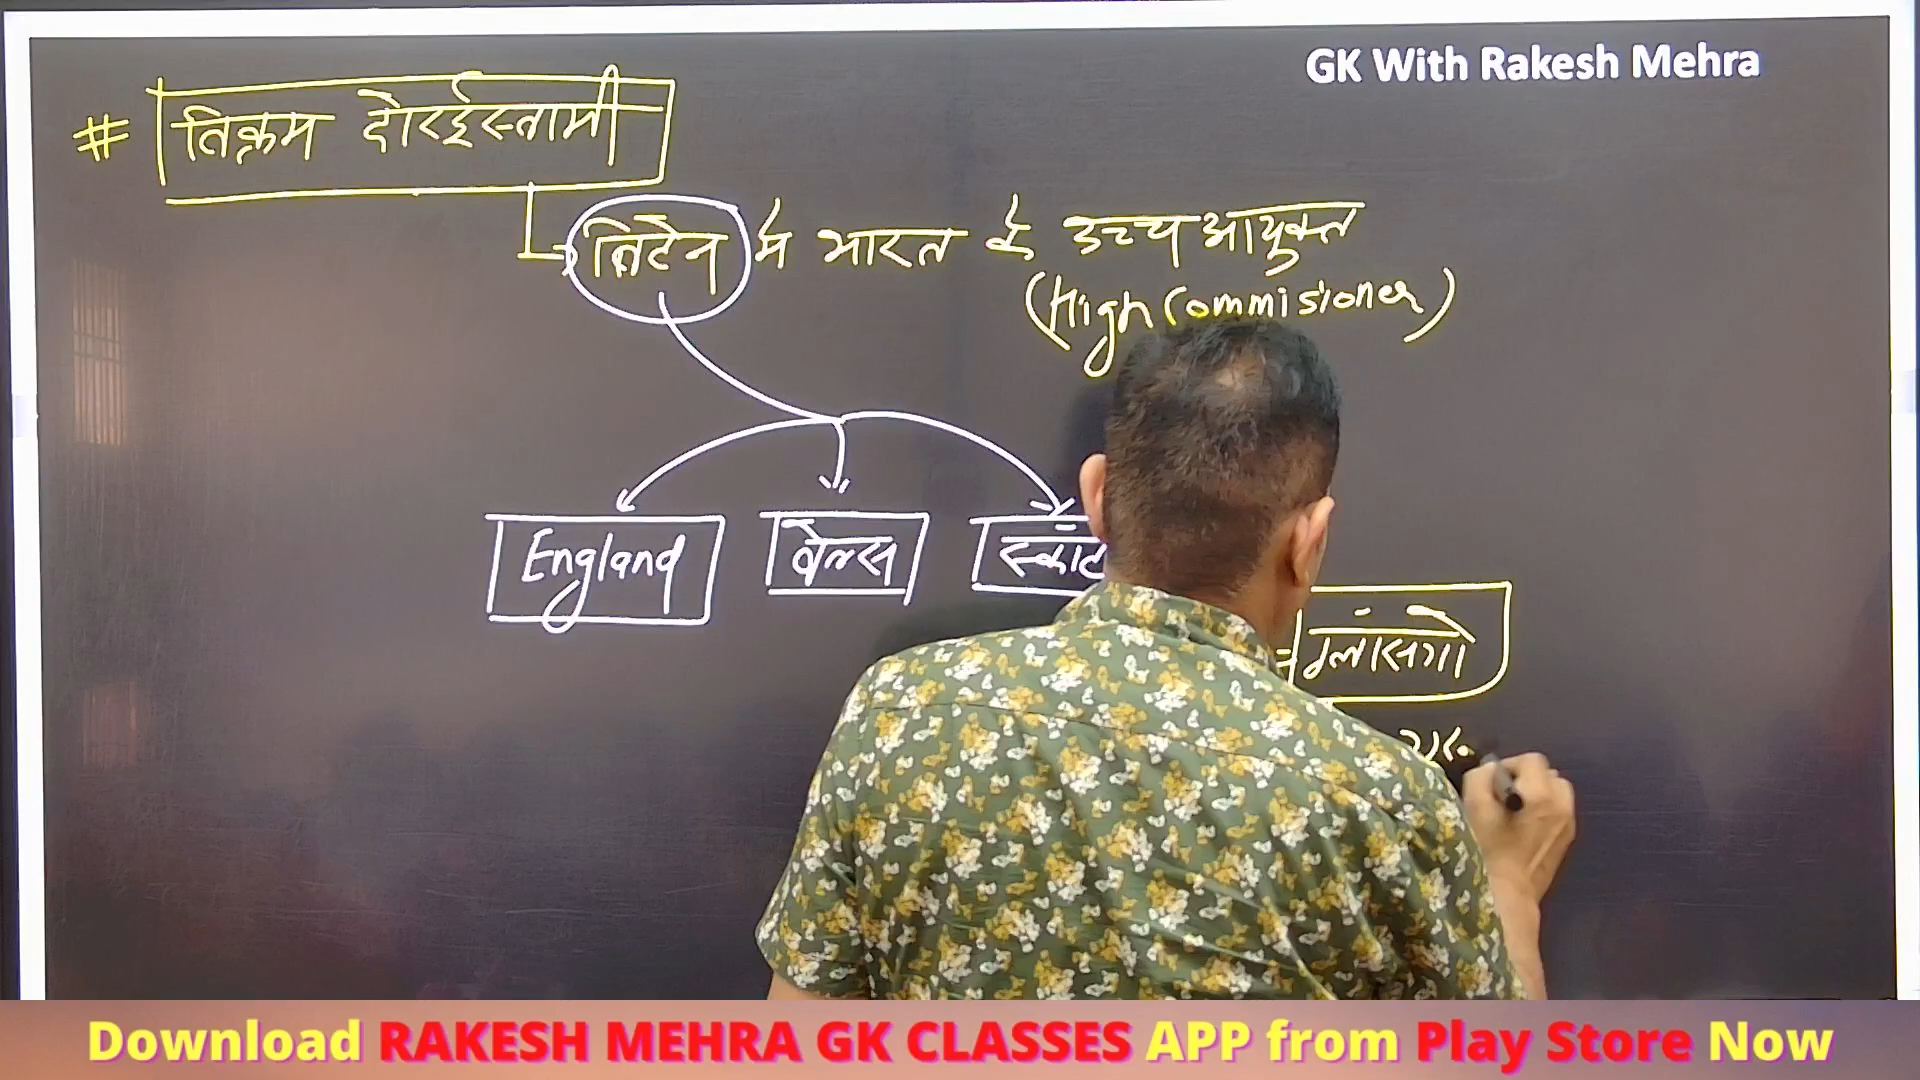 GK With Rakesh Mehra
# विक्रम दोरईस्वामी
ब्रिटेन में भारत के उच्चआयुक्त
(High Commisioner)
England वेल्स स्कॉट
= ग्लांसगो
Download RAKESH MEHRA GK CLASSES APP from Play Store Now